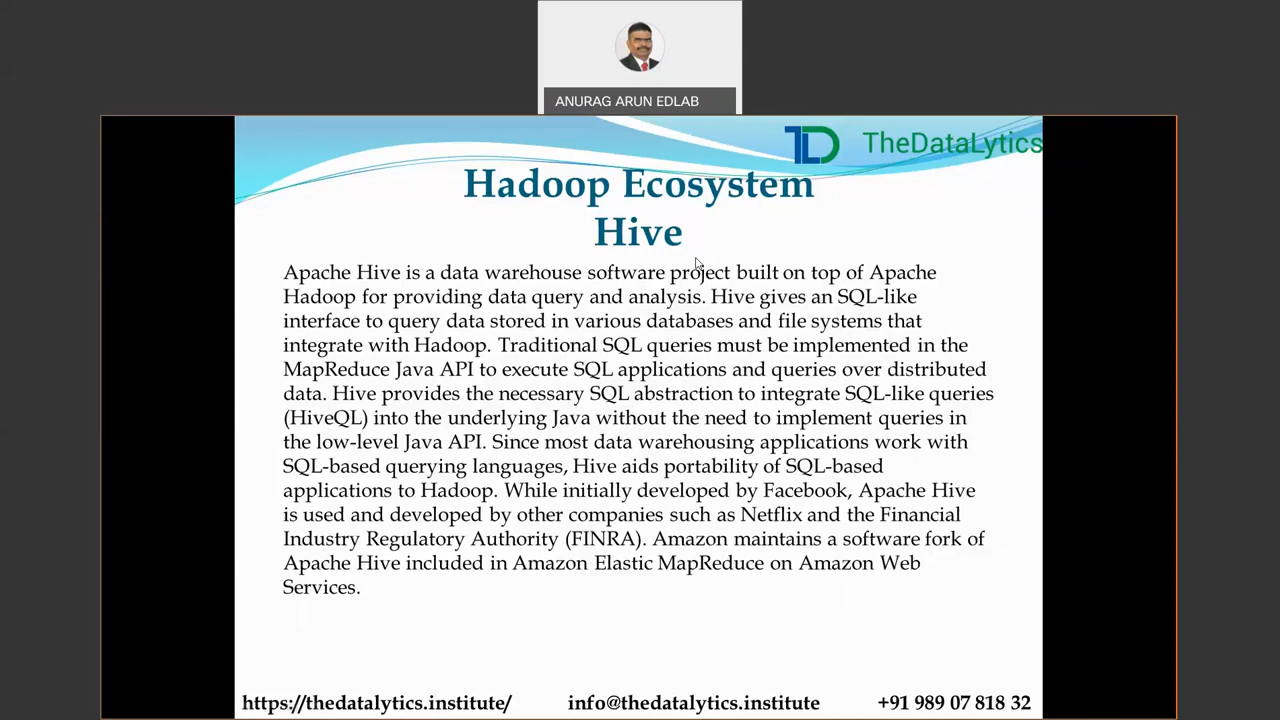 ANURAG ARUN EDLAB
TheDataLytics
Hadoop Ecosystem
Hive
Apache Hive is a data warehouse software project built on top of Apache
Hadoop for providing data query and analysis. Hive gives an SQL-like
interface to query data stored in various databases and file systems that
integrate with Hadoop. Traditional SQL queries must be implemented in the
MapReduce Java API to execute SQL applications and queries over distributed
data. Hive provides the necessary SQL abstraction to integrate SQL-like queries
(HiveQL) into the underlying Java without the need to implement queries in
the low-level Java API. Since most data warehousing applications work with
SQL-based querying languages, Hive aids portability of SQL-based
applications to Hadoop. While initially developed by Facebook, Apache Hive
is used and developed by other companies such as Netflix and the Financial
Industry Regulatory Authority (FINRA). Amazon maintains a software fork of
Apache Hive included in Amazon Elastic MapReduce on Amazon Web
Services.
https://thedatalytics.institute/ info@thedatalytics.institute +91 989 07 818 32